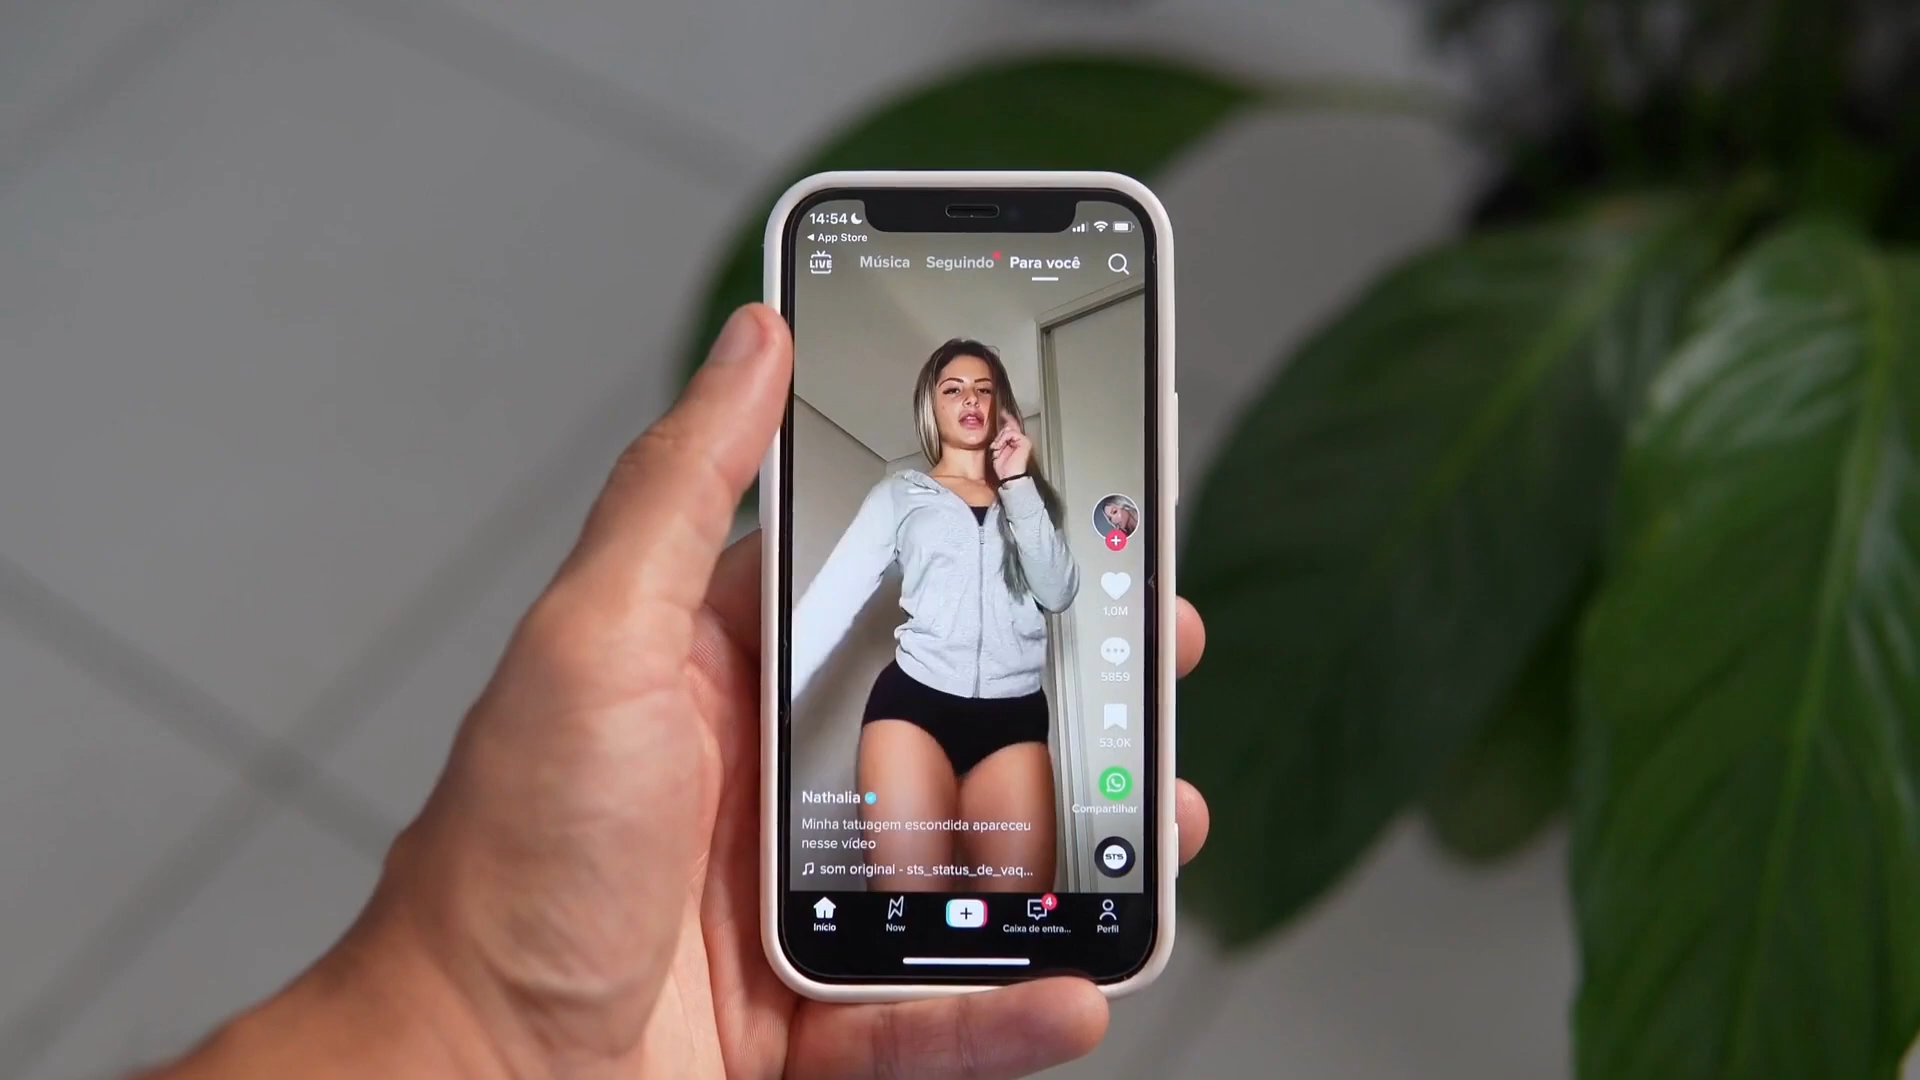 14:54
◀ App Store
LIVE
Música
Seguindo
Para você
1,0M
5859
53,0K
Compartilhar
Nathalia
Minha tatuagem escondida apareceu
nesse vídeo
som original - sts_status_de_vaq...
STS
Início
Now
4
Caixa de entra...
Perfil